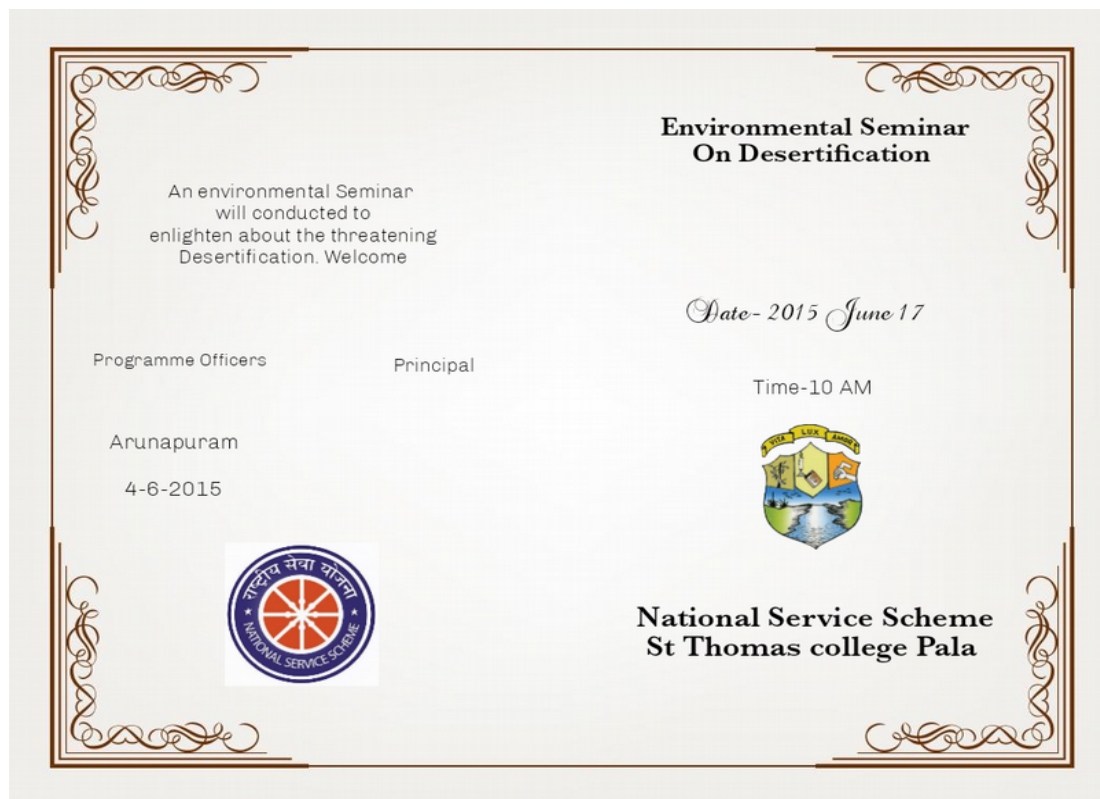 An environmental Seminar
will conducted to
enlighten about the threatening
Desertification. Welcome
Programme Officers
Principal
Arunapuram
4-6-2015
राष्ट्रीय सेवा योजना
NATIONAL SERVICE SCHEME
Environmental Seminar
On Desertification
Date- 2015 June 17
Time-10 AM
VITA LUX AMOR
National Service Scheme
St Thomas college Pala